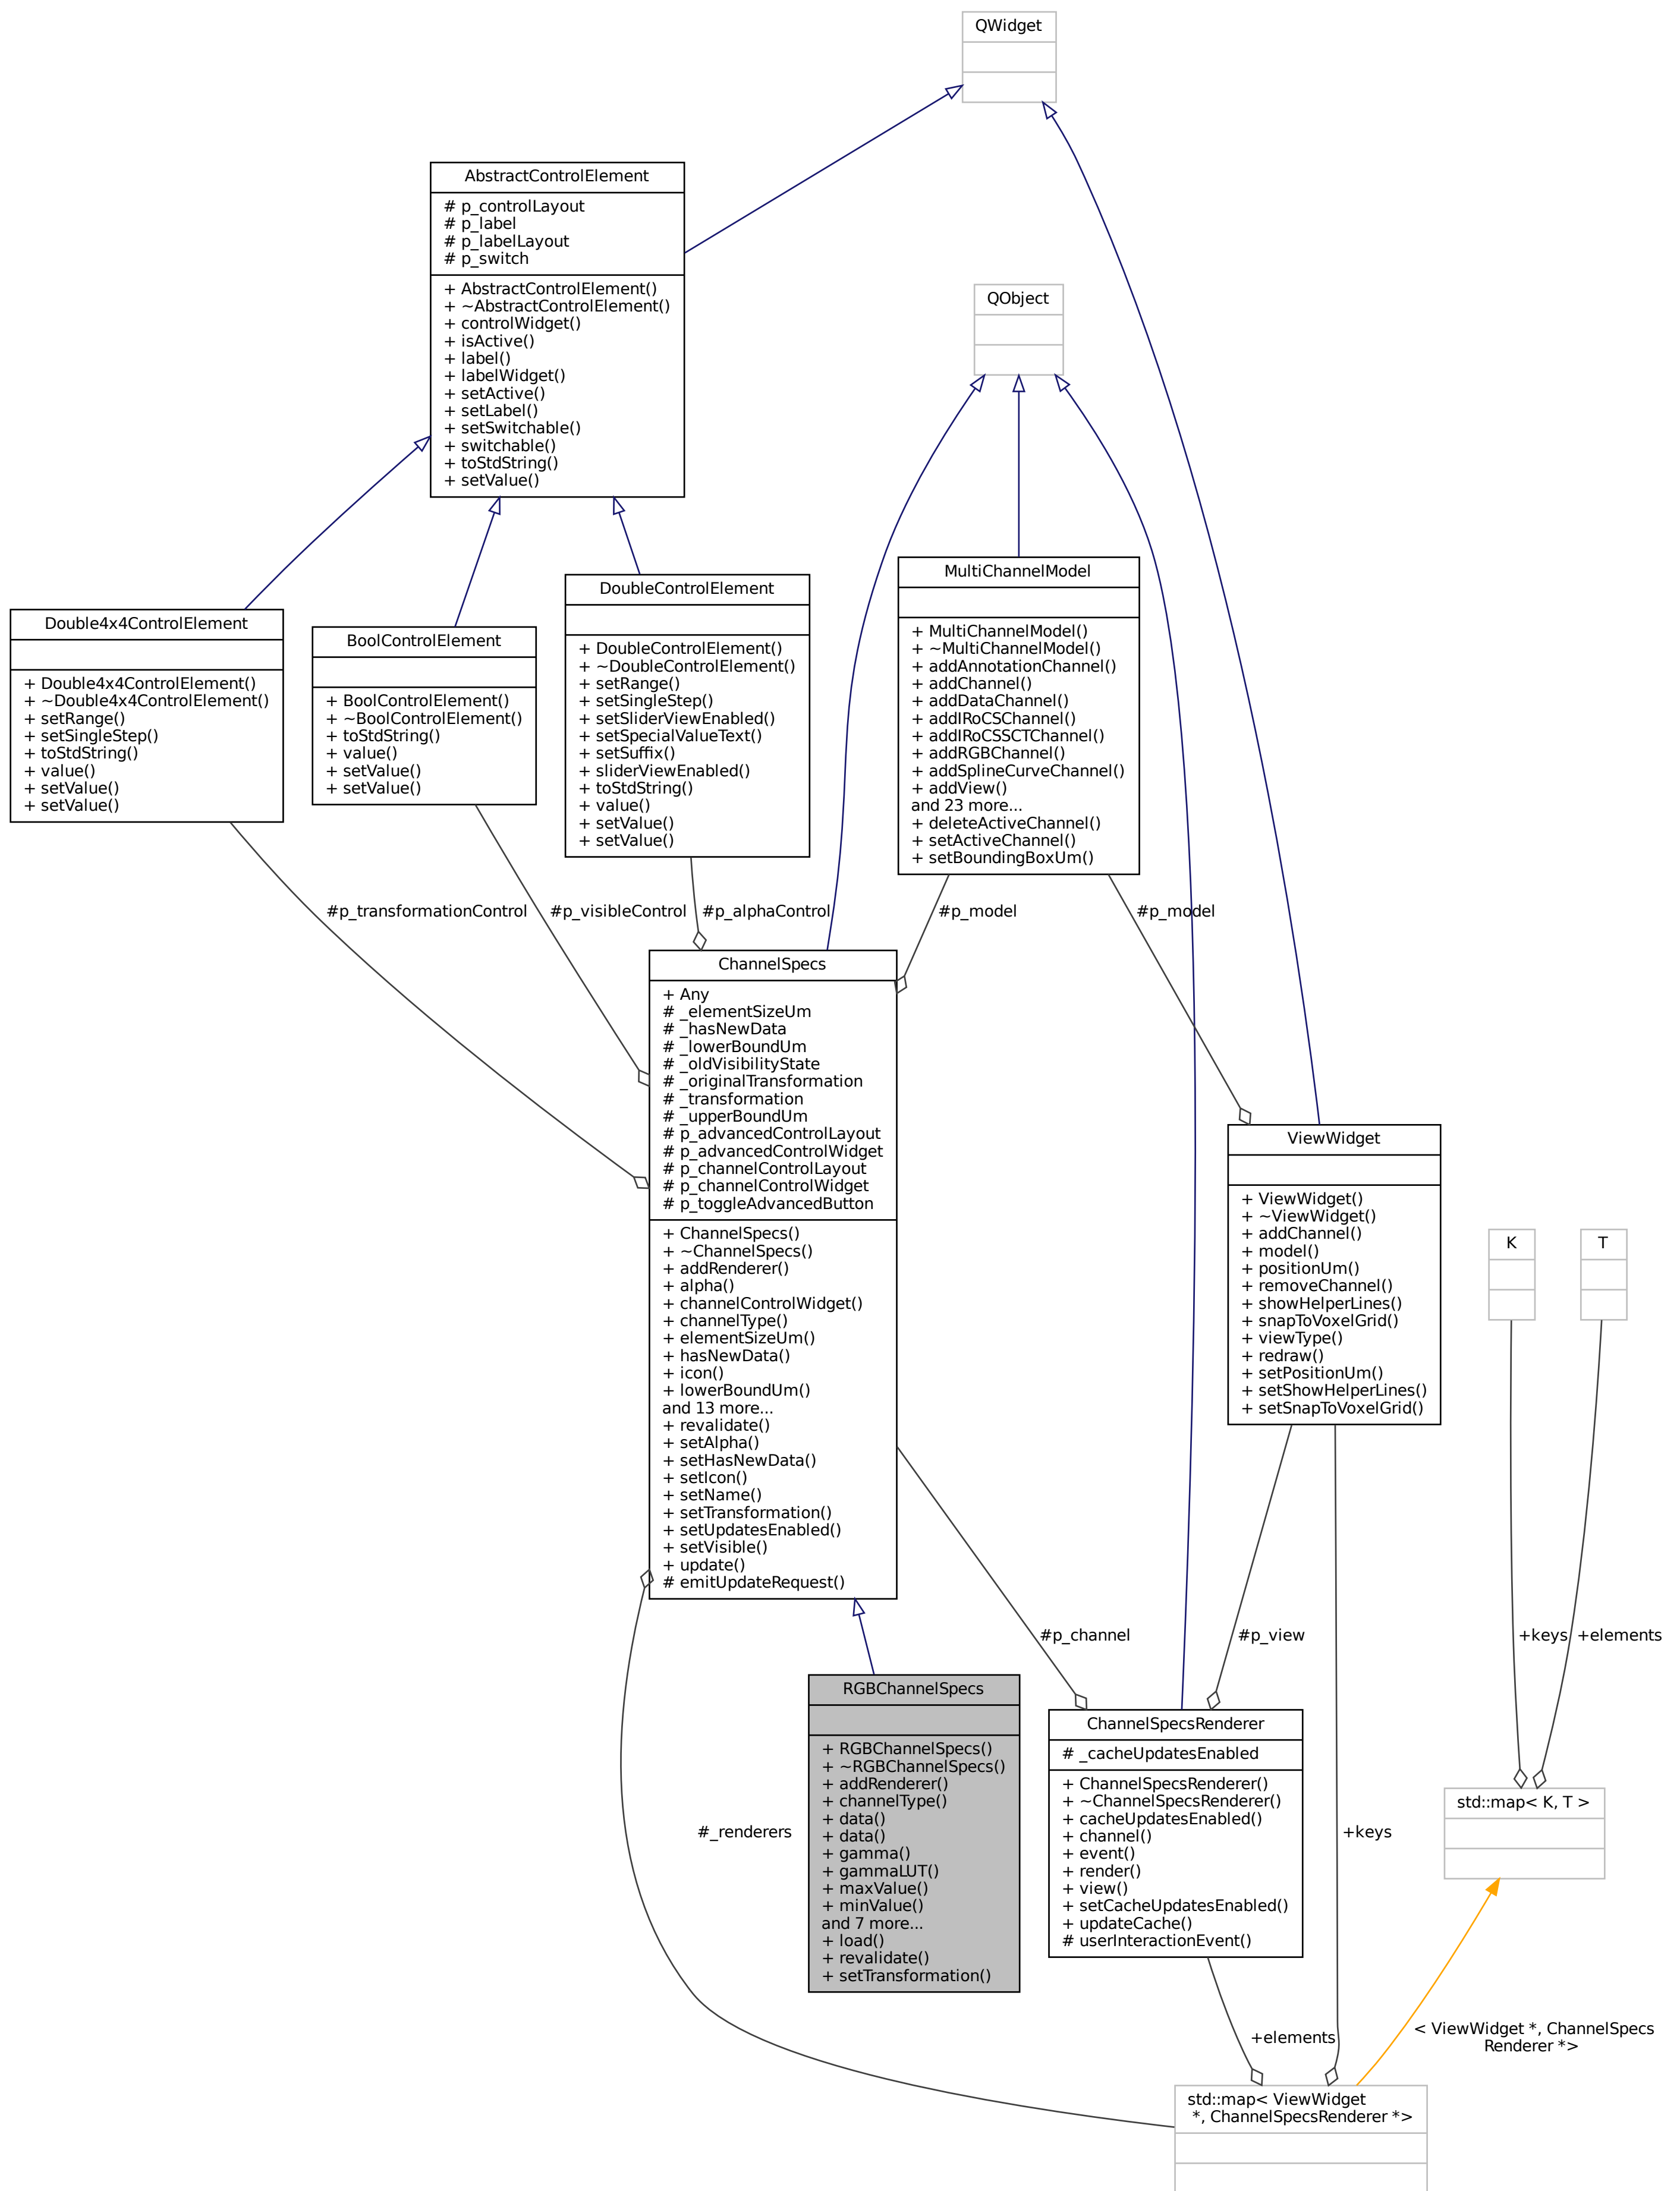 QWidget
AbstractControlElement
# p_controlLayout
# p_label
# p_labelLayout
# p_switch
+ AbstractControlElement()
+ ~AbstractControlElement()
+ controlWidget()
+ isActive()
+ label()
+ labelWidget()
+ setActive()
+ setLabel()
+ setSwitchable()
+ switchable()
+ toStdString()
+ setValue()
QObject
Double4x4ControlElement
+ Double4x4ControlElement()
+ ~Double4x4ControlElement()
+ setRange()
+ setSingleStep()
+ toStdString()
+ value()
+ setValue()
+ setValue()
BoolControlElement
+ BoolControlElement()
+ ~BoolControlElement()
+ toStdString()
+ value()
+ setValue()
+ setValue()
DoubleControlElement
+ DoubleControlElement()
+ ~DoubleControlElement()
+ setRange()
+ setSingleStep()
+ setSliderViewEnabled()
+ setSpecialValueText()
+ setSuffix()
+ sliderViewEnabled()
+ toStdString()
+ value()
+ setValue()
+ setValue()
MultiChannelModel
+ MultiChannelModel()
+ ~MultiChannelModel()
+ addAnnotationChannel()
+ addChannel()
+ addDataChannel()
+ addIRoCSChannel()
+ addIRoCSSCTChannel()
+ addRGBChannel()
+ addSplineCurveChannel()
+ addView()
and 23 more...
+ deleteActiveChannel()
+ setActiveChannel()
+ setBoundingBoxUm()
#p_transformationControl
#p_visibleControl
#p_alphaControl
#p_model
#p_model
ChannelSpecs
+ Any
# _elementSizeUm
# _hasNewData
# _lowerBoundUm
# _oldVisibilityState
# _originalTransformation
# _transformation
# _upperBoundUm
# p_advancedControlLayout
# p_advancedControlWidget
# p_channelControlLayout
# p_channelControlWidget
# p_toggleAdvancedButton
+ ChannelSpecs()
+ ~ChannelSpecs()
+ addRenderer()
+ alpha()
+ channelControlWidget()
+ channelType()
+ elementSizeUm()
+ hasNewData()
+ icon()
+ lowerBoundUm()
and 13 more...
+ revalidate()
+ setAlpha()
+ setHasNewData()
+ setIcon()
+ setName()
+ setTransformation()
+ setUpdatesEnabled()
+ setVisible()
+ update()
# emitUpdateRequest()
ViewWidget
+ ViewWidget()
+ ~ViewWidget()
+ addChannel()
+ model()
+ positionUm()
+ removeChannel()
+ showHelperLines()
+ snapToVoxelGrid()
+ viewType()
+ redraw()
+ setPositionUm()
+ setShowHelperLines()
+ setSnapToVoxelGrid()
K
T
#p_channel
#p_view
+keys
+elements
RGBChannelSpecs
+ RGBChannelSpecs()
+ ~RGBChannelSpecs()
+ addRenderer()
+ channelType()
+ data()
+ data()
+ gamma()
+ gammaLUT()
+ maxValue()
+ minValue()
and 7 more...
+ load()
+ revalidate()
+ setTransformation()
ChannelSpecsRenderer
# _cacheUpdatesEnabled
+ ChannelSpecsRenderer()
+ ~ChannelSpecsRenderer()
+ cacheUpdatesEnabled()
+ channel()
+ event()
+ render()
+ view()
+ setCacheUpdatesEnabled()
+ updateCache()
# userInteractionEvent()
std::map< K, T >
#_renderers
+keys
+elements
< ViewWidget *, ChannelSpecs
Renderer *>
std::map< ViewWidget
*, ChannelSpecsRenderer *>